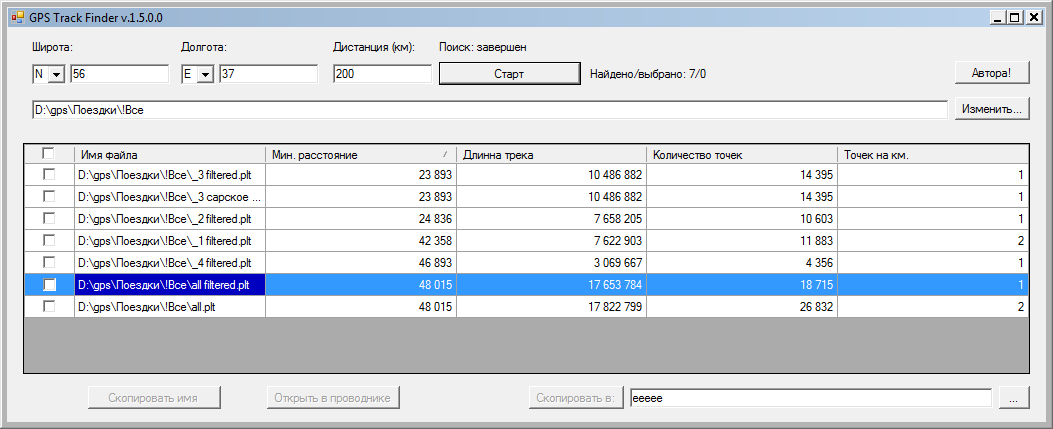 GPS Track Finder v.1.5.0.0
Широта: Долгота: Дистанция (км): Поиск: завершен
N 56 E 37 200 Старт Найдено/выбрано: 7/0 Автора!
D:\gps\Поездки\!Все Изменить...
Имя файла Мин. расстояние Длинна трека Количество точек Точек на км.
D:\gps\Поездки\!Все\_3 filtered.plt 23 893 10 486 882 14 395 1
D:\gps\Поездки\!Все\_3 сарское ... 23 893 10 486 882 14 395 1
D:\gps\Поездки\!Все\_2 filtered.plt 24 836 7 658 205 10 603 1
D:\gps\Поездки\!Все\_1 filtered.plt 42 358 7 622 903 11 883 2
D:\gps\Поездки\!Все\_4 filtered.plt 46 893 3 069 667 4 356 1
D:\gps\Поездки\!Все\all filtered.plt 48 015 17 653 784 18 715 1
D:\gps\Поездки\!Все\all.plt 48 015 17 822 799 26 832 2
Скопировать имя Открыть в проводнике Скопировать в: eeeee ...